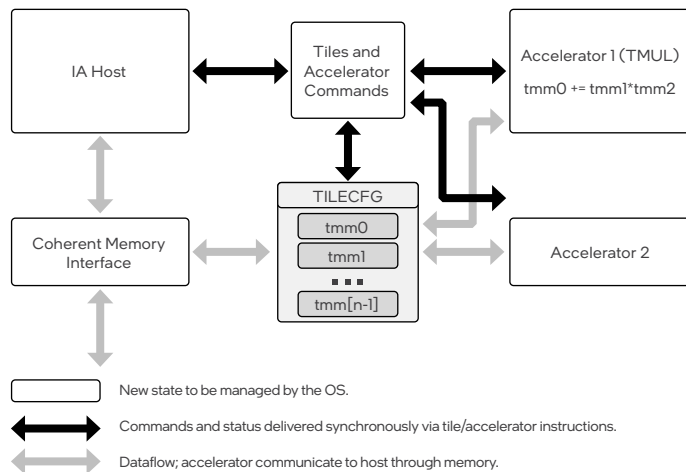 IA Host
Tiles and
Accelerator
Commands
Accelerator 1 (TMUL)
tmm0 += tmm1*tmm2
TILECFG
tmm0
tmm1
...
tmm[n-1]
Coherent Memory
Interface
Accelerator 2
New state to be managed by the OS.
Commands and status delivered synchronously via tile/accelerator instructions.
Dataflow; accelerator communicate to host through memory.